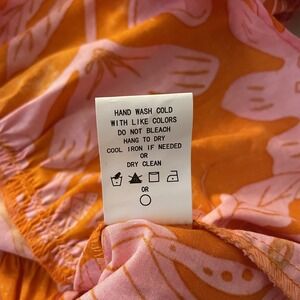 HAND WASH COLD
WITH LIKE COLORS
DO NOT BLEACH
HANG TO DRY
COOL IRON IF NEEDED
OR
DRY CLEAN
OR